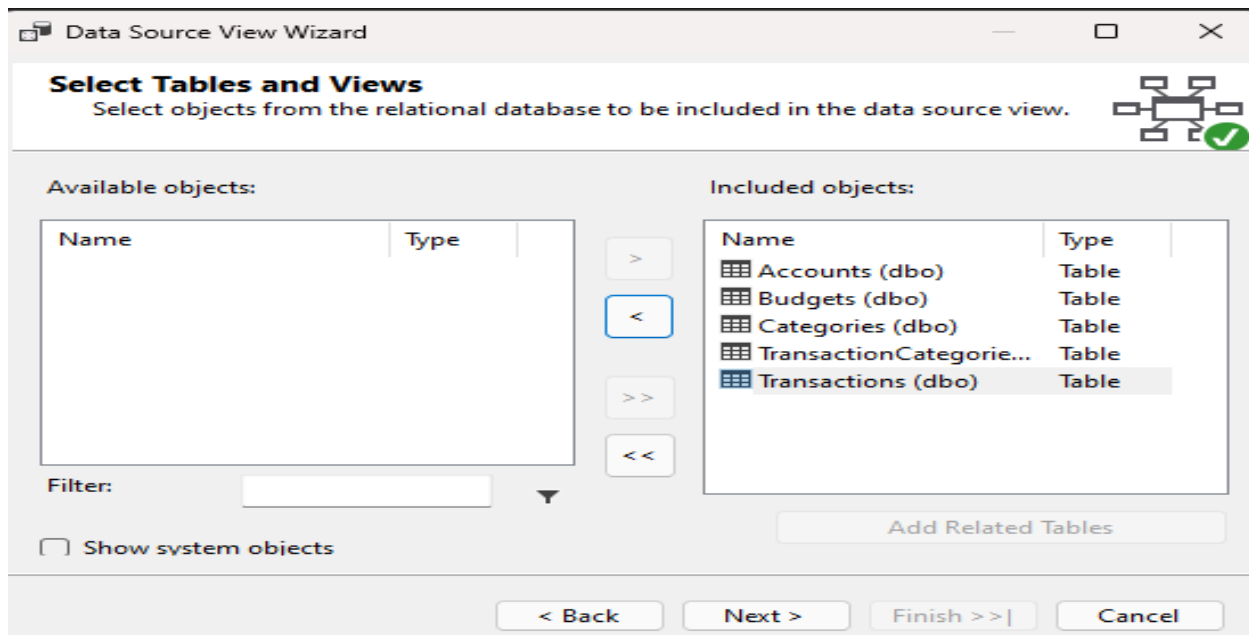 Data Source View Wizard
Select Tables and Views
Select objects from the relational database to be included in the data source view.
Available objects:
Name Type
>
<
>>
<<
Filter:
Show system objects
Included objects:
Name Type
Accounts (dbo) Table
Budgets (dbo) Table
Categories (dbo) Table
TransactionCategorie... Table
Transactions (dbo) Table
Add Related Tables
< Back Next > Finish >>| Cancel